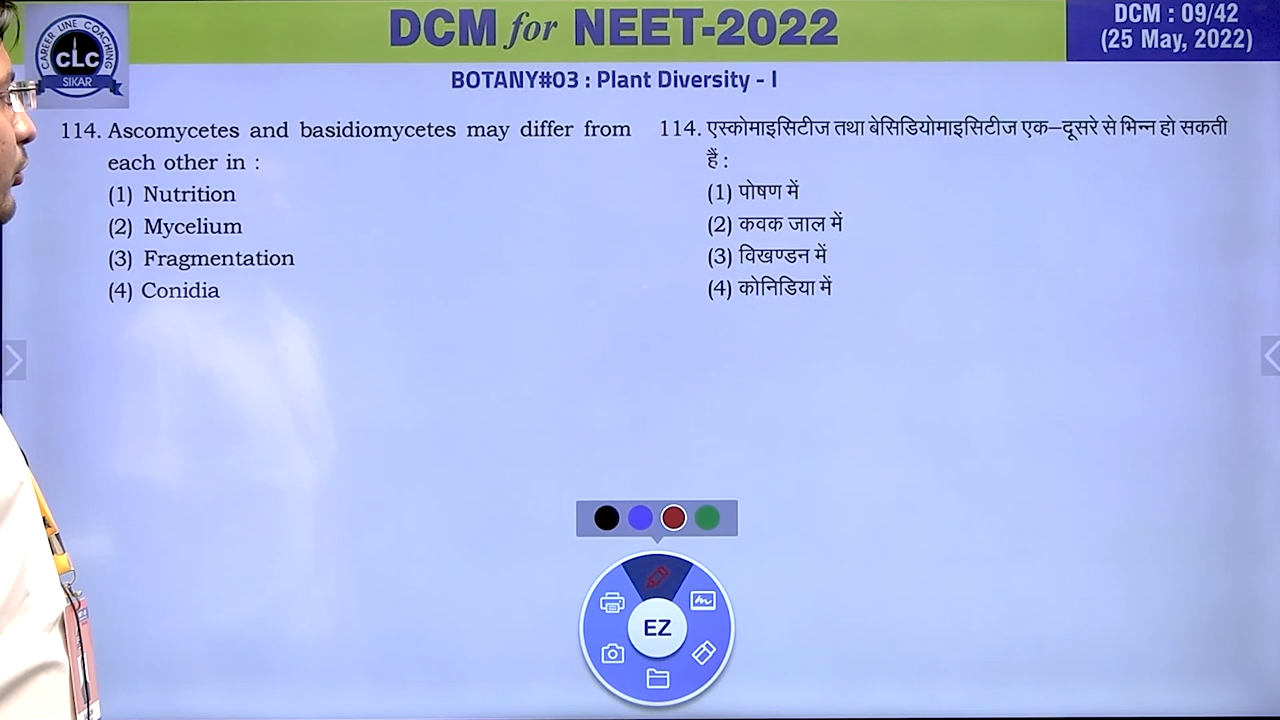 DCM for NEET-2022
DCM : 09/42
(25 May, 2022)
CAREER LINE COACHING
CLC
SIKAR
BOTANY#03 : Plant Diversity - I
114. Ascomycetes and basidiomycetes may differ from
each other in :
(1) Nutrition
(2) Mycelium
(3) Fragmentation
(4) Conidia
114. एस्कोमाइसिटीज तथा बेसिडियोमाइसिटीज एक–दूसरे से भिन्न हो सकती
हैं :
(1) पोषण में
(2) कवक जाल में
(3) विखण्डन में
(4) कोनिडिया में
EZ